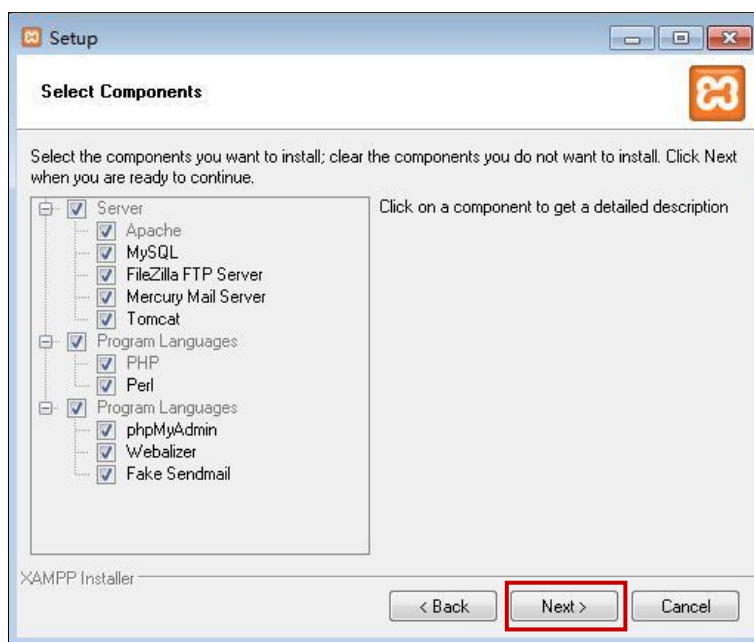 Setup
Select Components
Select the components you want to install; clear the components you do not want to install. Click Next
when you are ready to continue.
Server
Apache
MySQL
FileZilla FTP Server
Mercury Mail Server
Tomcat
Program Languages
PHP
Perl
Program Languages
phpMyAdmin
Webalizer
Fake Sendmail
Click on a component to get a detailed description
XAMPP Installer
< Back
Next >
Cancel